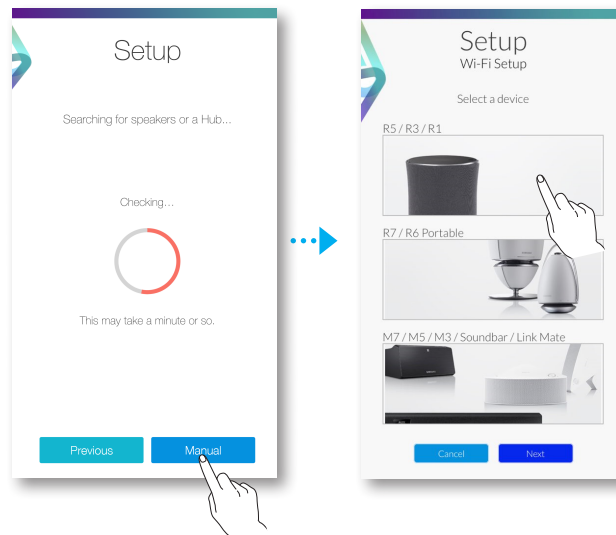 Setup
Searching for speakers or a Hub...
Checking...
This may take a minute or so.
Previous
Manual
Setup
Wi-Fi Setup
Select a device
R5 / R3 / R1
R7 / R6 Portable
M7 / M5 / M3 / Soundbar / Link Mate
Cancel
Next